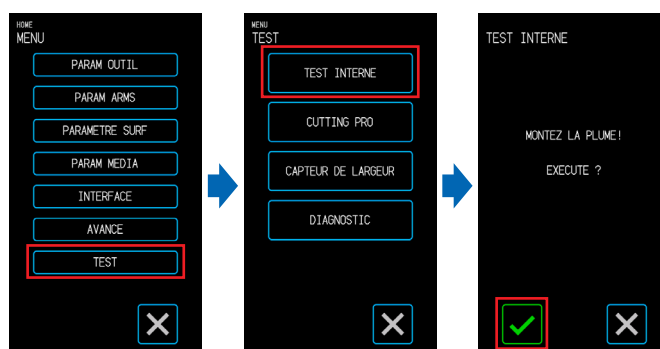 HOME
MENU
PARAM OUTIL
PARAM ARMS
PARAMETRE SURF
PARAM MEDIA
INTERFACE
AVANCE
TEST
MENU
TEST
TEST INTERNE
CUTTING PRO
CAPTEUR DE LARGEUR
DIAGNOSTIC
TEST INTERNE
MONTEZ LA PLUME!
EXECUTE ?